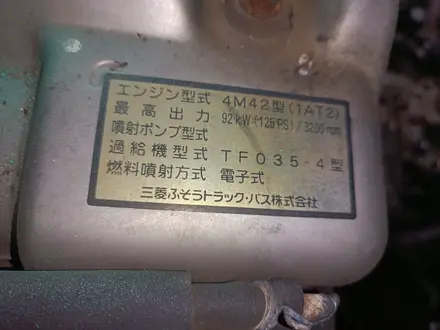 エンジン型式 4M42型(1AT2)
最高出力 92kW(125PS)/3200rpm
噴射ポンプ型式
過給機型式 TF035-4型
燃料噴射方式 電子式
三菱ふそうトラック・バス株式会社